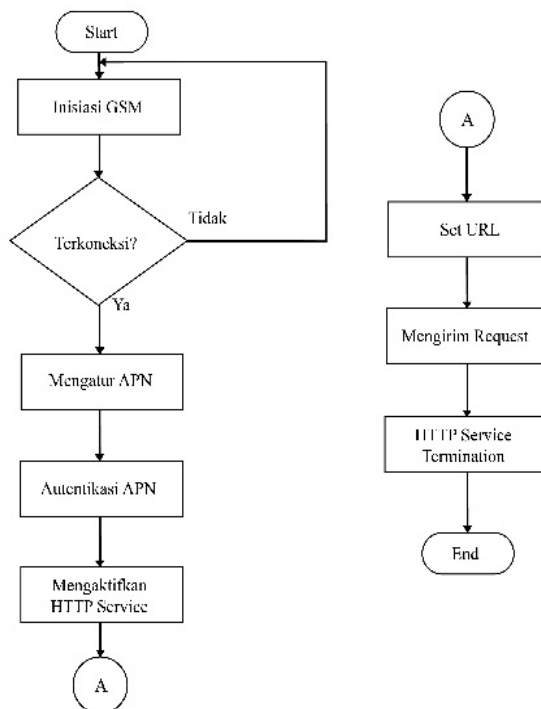 Start
Inisiasi GSM
Terkoneksi?
Tidak
Ya
Mengatur APN
Autentikasi APN
Mengaktifkan
HTTP Service
A
A
Set URL
Mengirim Request
HTTP Service
Termination
End